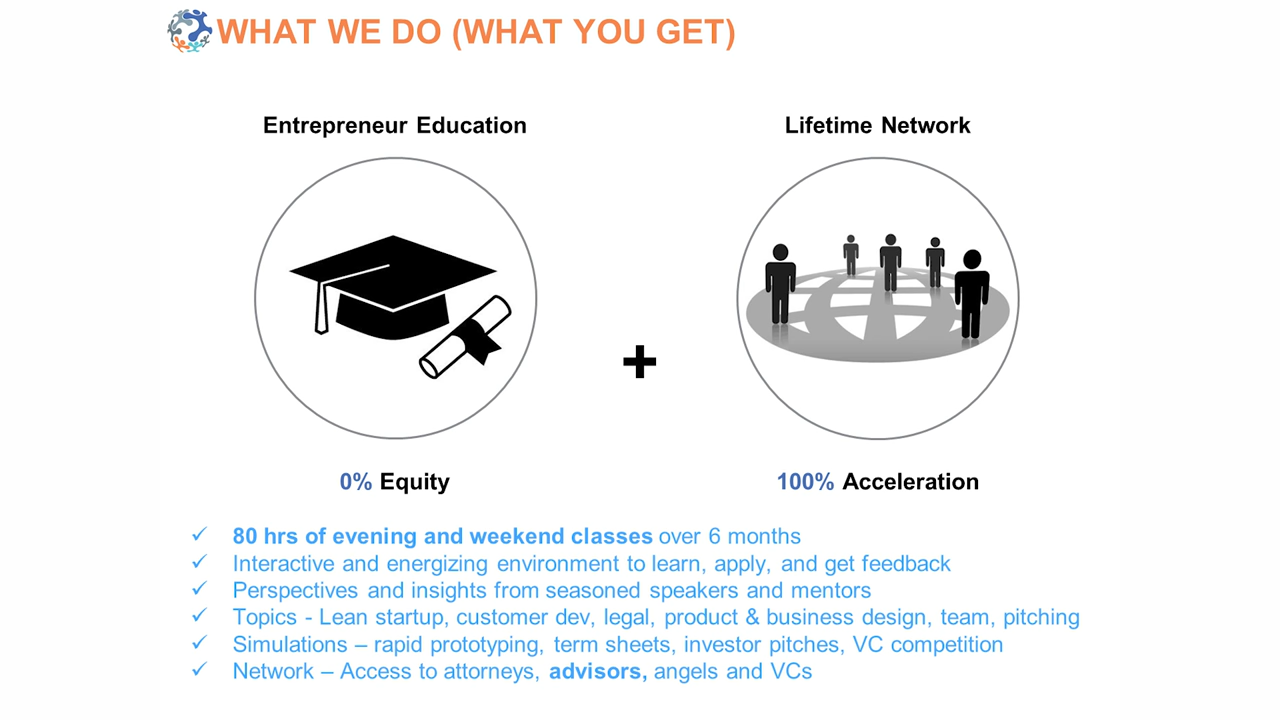 WHAT WE DO (WHAT YOU GET)
Entrepreneur Education
Lifetime Network
+
0% Equity
100% Acceleration
✓ 80 hrs of evening and weekend classes over 6 months
✓ Interactive and energizing environment to learn, apply, and get feedback
✓ Perspectives and insights from seasoned speakers and mentors
✓ Topics - Lean startup, customer dev, legal, product & business design, team, pitching
✓ Simulations – rapid prototyping, term sheets, investor pitches, VC competition
✓ Network – Access to attorneys, advisors, angels and VCs